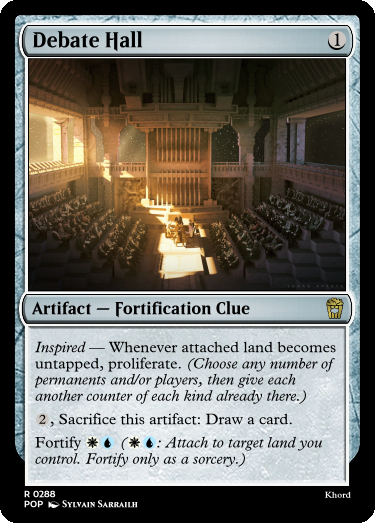 Debate Hall 1
Artifact — Fortification Clue
Inspired — Whenever attached land becomes
untapped, proliferate. (Choose any number of
permanents and/or players, then give each
another counter of each kind already there.)
2, Sacrifice this artifact: Draw a card.
Fortify (: Attach to target land you
control. Fortify only as a sorcery.)
R 0288
Khord
POP Sylvain Sarrailh